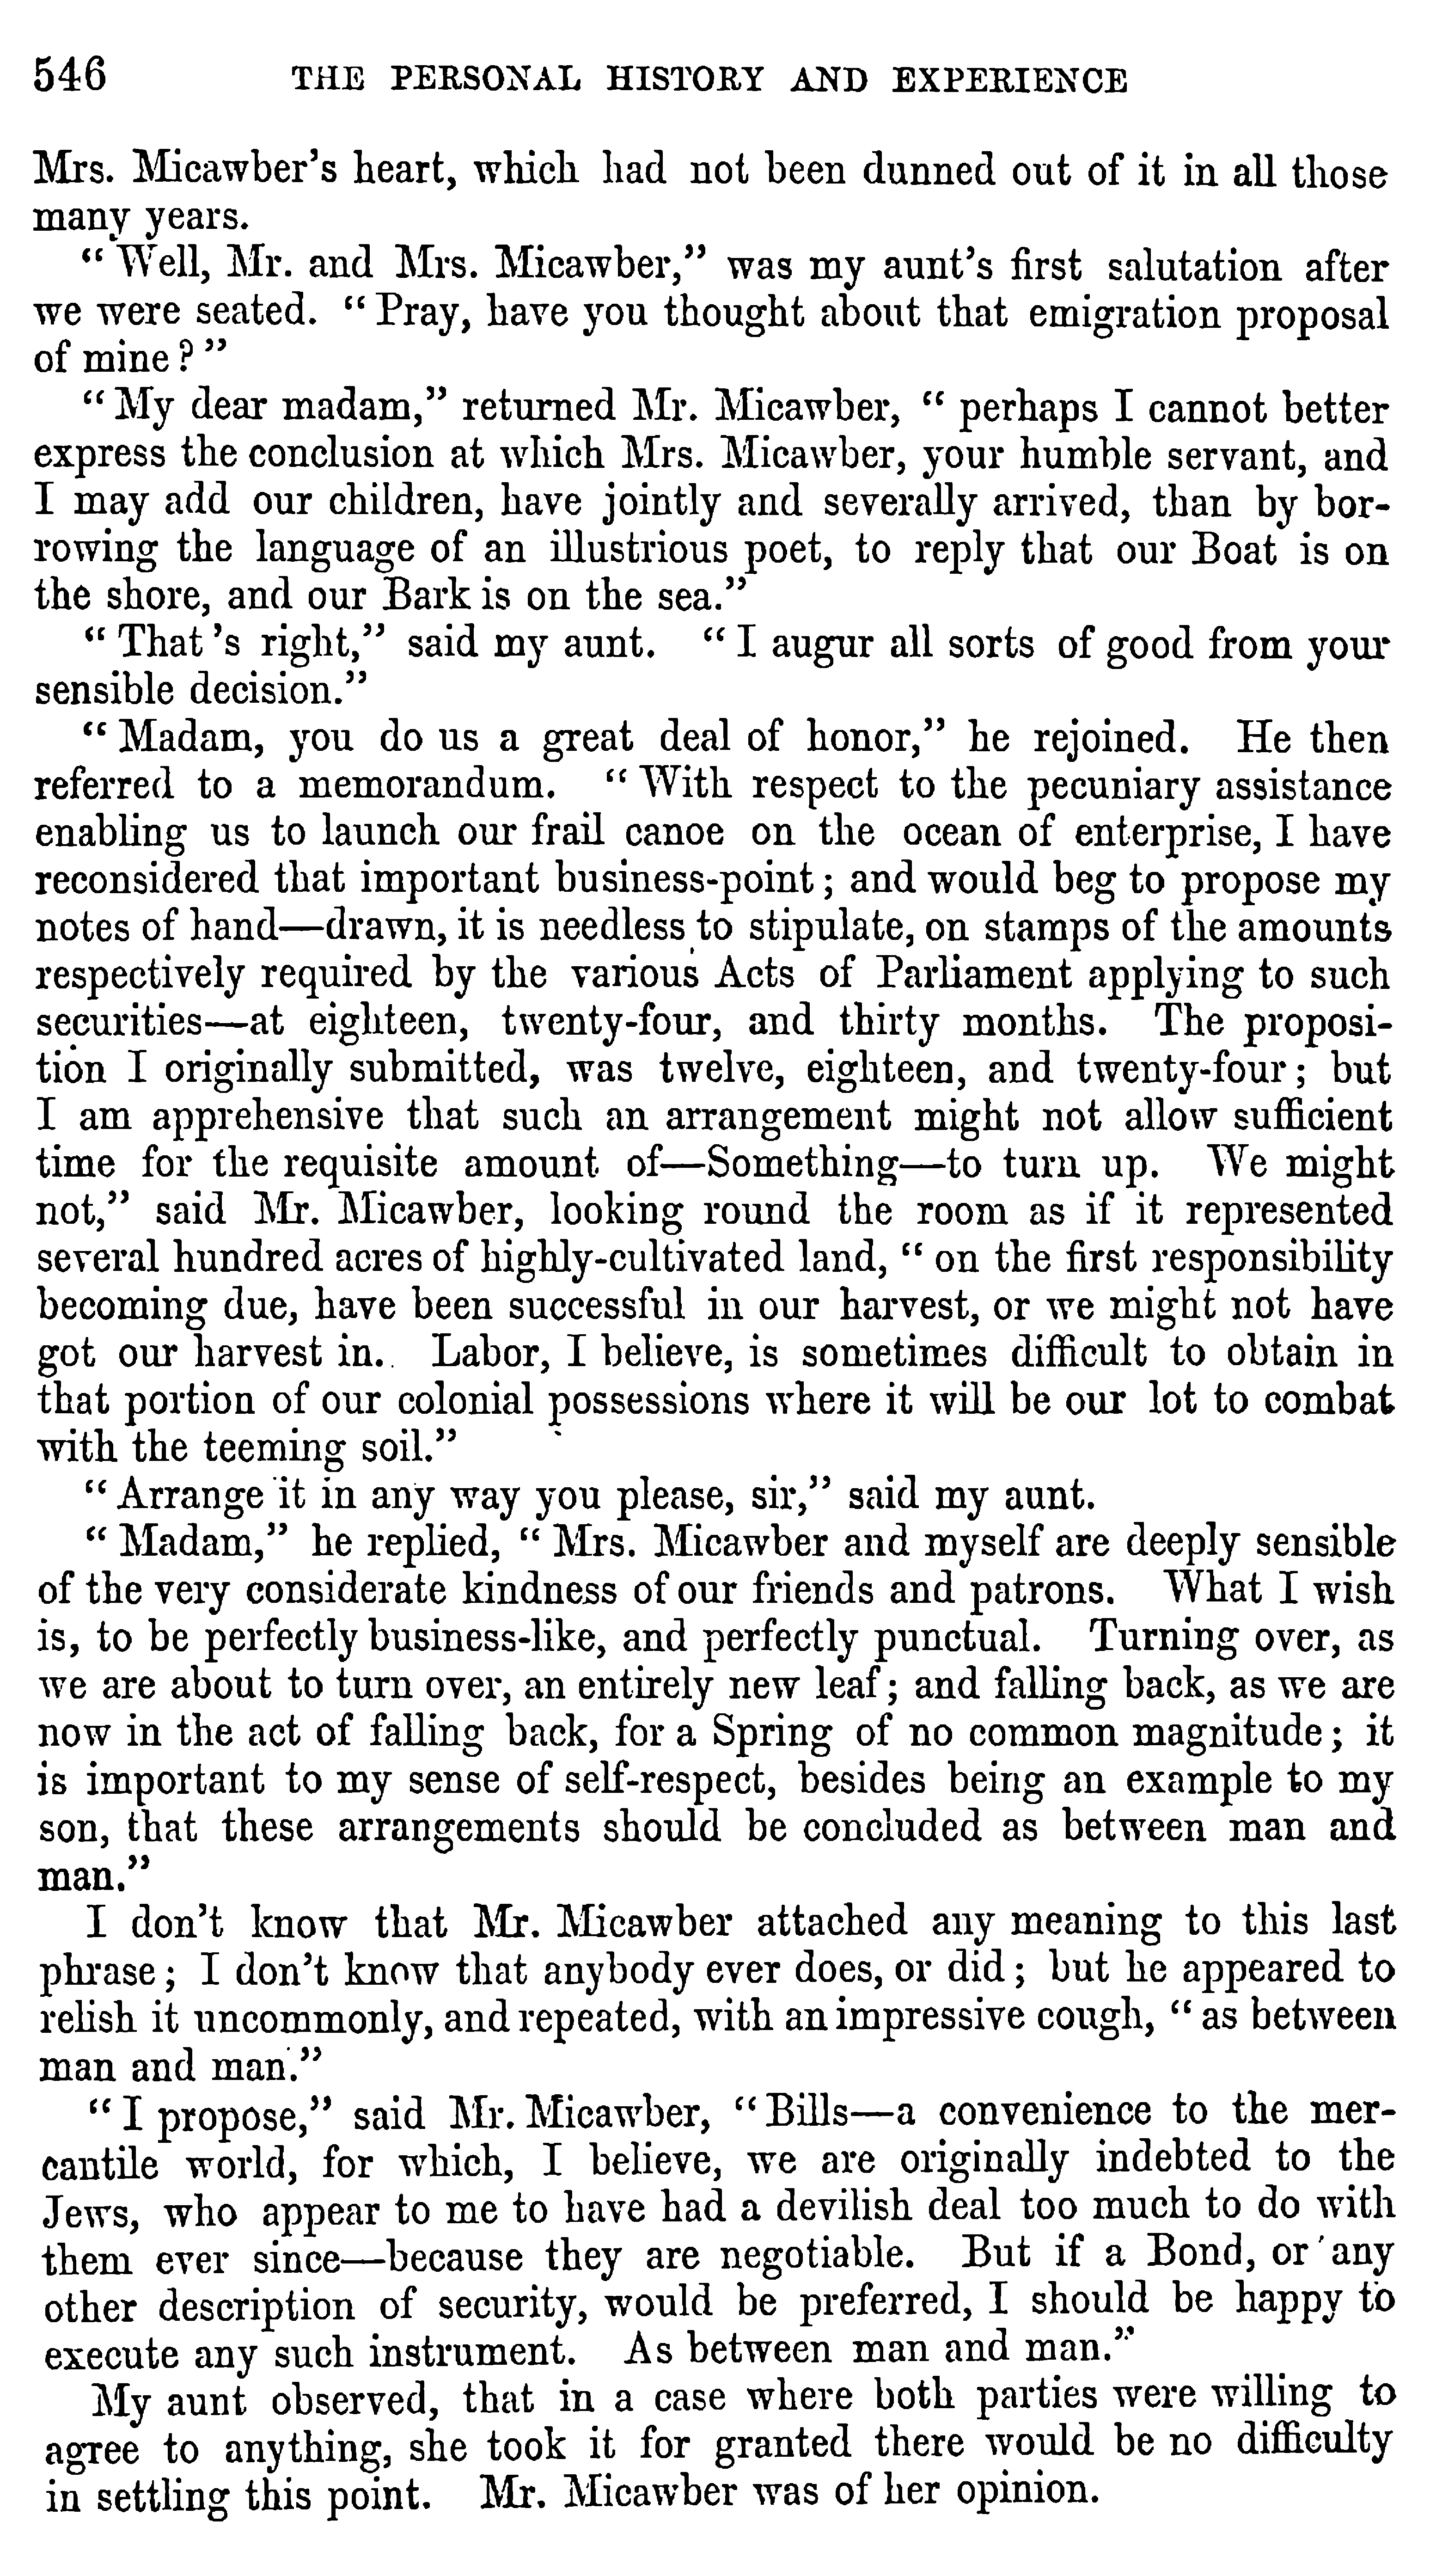 546 THE PERSONAL HISTORY AND EXPERIENCE
Mrs. Micawber's heart, which had not been dunned out of it in all those
many years.
"Well, Mr. and Mrs. Micawber," was my aunt's first salutation after
we were seated. "Pray, have you thought about that emigration proposal
of mine?"
"My dear madam," returned Mr. Micawber, "perhaps I cannot better
express the conclusion at which Mrs. Micawber, your humble servant, and
I may add our children, have jointly and severally arrived, than by bor-
rowing the language of an illustrious poet, to reply that our Boat is on
the shore, and our Bark is on the sea."
"That's right," said my aunt. "I augur all sorts of good from your
sensible decision."
"Madam, you do us a great deal of honor," he rejoined. He then
referred to a memorandum. "With respect to the pecuniary assistance
enabling us to launch our frail canoe on the ocean of enterprise, I have
reconsidered that important business-point; and would beg to propose my
notes of hand—drawn, it is needless to stipulate, on stamps of the amounts
respectively required by the various Acts of Parliament applying to such
securities—at eighteen, twenty-four, and thirty months. The proposi-
tion I originally submitted, was twelve, eighteen, and twenty-four; but
I am apprehensive that such an arrangement might not allow sufficient
time for the requisite amount of—Something—to turn up. We might
not," said Mr. Micawber, looking round the room as if it represented
several hundred acres of highly-cultivated land, "on the first responsibility
becoming due, have been successful in our harvest, or we might not have
got our harvest in. Labor, I believe, is sometimes difficult to obtain in
that portion of our colonial possessions where it will be our lot to combat
with the teeming soil."
"Arrange it in any way you please, sir," said my aunt.
"Madam," he replied, "Mrs. Micawber and myself are deeply sensible
of the very considerate kindness of our friends and patrons. What I wish
is, to be perfectly business-like, and perfectly punctual. Turning over, as
we are about to turn over, an entirely new leaf; and falling back, as we are
now in the act of falling back, for a Spring of no common magnitude; it
is important to my sense of self-respect, besides being an example to my
son, that these arrangements should be concluded as between man and
man."
I don't know that Mr. Micawber attached any meaning to this last
phrase; I don't know that anybody ever does, or did; but he appeared to
relish it uncommonly, and repeated, with an impressive cough, "as between
man and man."
"I propose," said Mr. Micawber, "Bills—a convenience to the mer-
cantile world, for which, I believe, we are originally indebted to the
Jews, who appear to me to have had a devilish deal too much to do with
them ever since—because they are negotiable. But if a Bond, or any
other description of security, would be preferred, I should be happy to
execute any such instrument. As between man and man."
My aunt observed, that in a case where both parties were willing to
agree to anything, she took it for granted there would be no difficulty
in settling this point. Mr. Micawber was of her opinion.